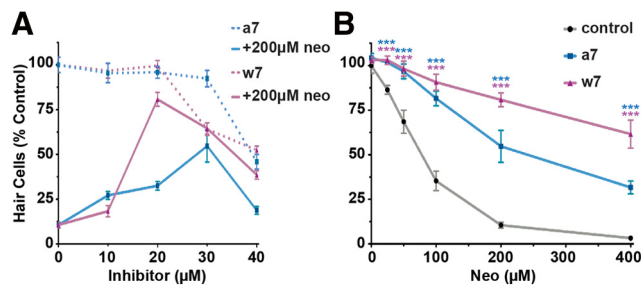 A
Hair Cells (% Control)
100
75
50
25
0
a7
+200μM neo
w7
+200μM neo
0 10 20 30 40
Inhibitor (μM)
B
control
a7
w7
*** *** *** *** ***
*** *** *** *** ***
100
75
50
25
0
0 100 200 300 400
Neo (μM)